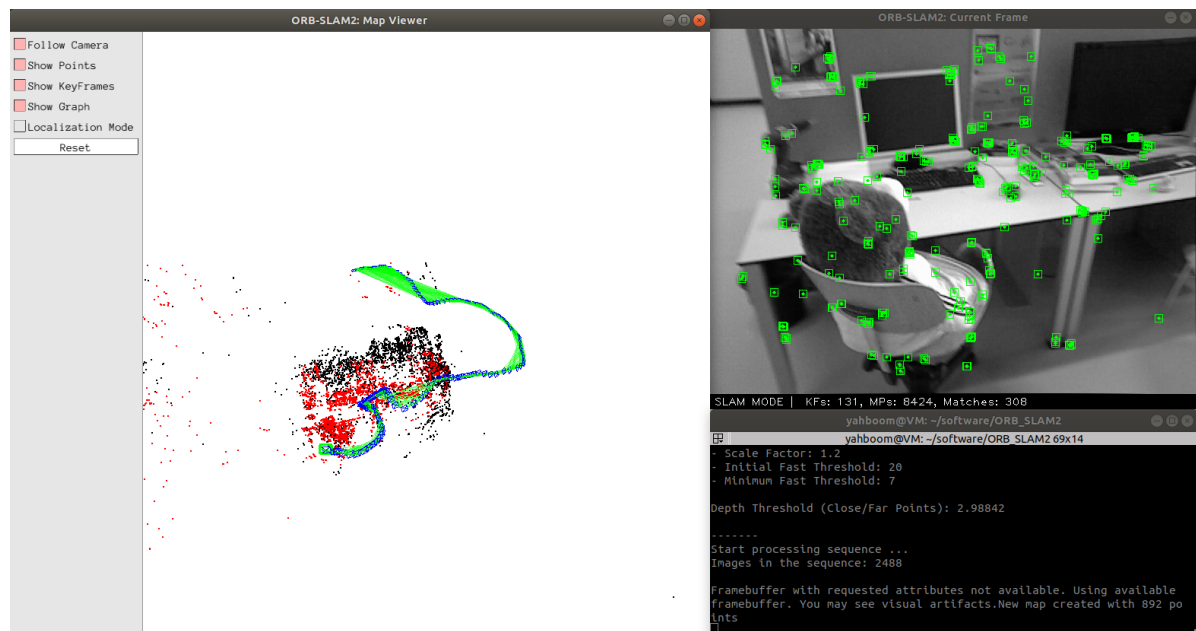 ORB-SLAM2: Map Viewer
Follow Camera
Show Points
Show KeyFrames
Show Graph
Localization Mode
Reset
ORB-SLAM2: Current Frame
SLAM MODE | KFs: 131, MPs: 8424, Matches: 308
yahboom@VM: ~/software/ORB_SLAM2
yahboom@VM: ~/software/ORB_SLAM2 69x14
- Scale Factor: 1.2
- Initial Fast Threshold: 20
- Minimum Fast Threshold: 7
Depth Threshold (Close/Far Points): 2.98842
-------
Start processing sequence ...
Images in the sequence: 2488
Framebuffer with requested attributes not available. Using available
framebuffer. You may see visual artifacts.New map created with 892 po
ints